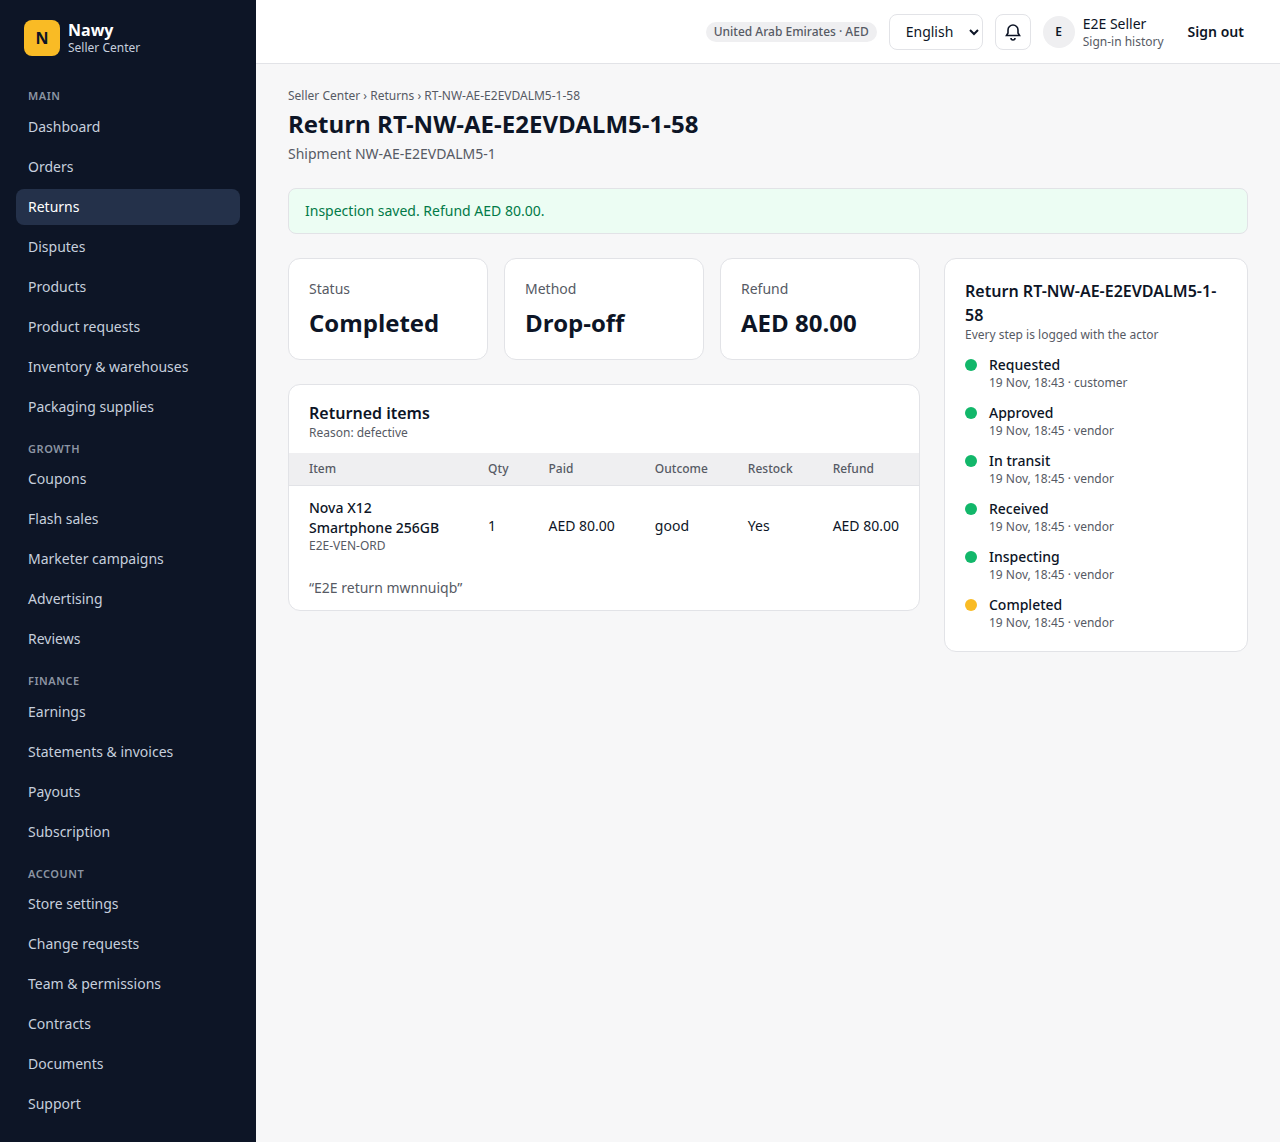 N
Nawy
Seller Center
MAIN
Dashboard
Orders
Returns
Disputes
Products
Product requests
Inventory & warehouses
Packaging supplies
GROWTH
Coupons
Flash sales
Marketer campaigns
Advertising
Reviews
FINANCE
Earnings
Statements & invoices
Payouts
Subscription
ACCOUNT
Store settings
Change requests
Team & permissions
Contracts
Documents
Support
United Arab Emirates · AED
English
E
E2E Seller
Sign-in history
Sign out
Seller Center › Returns › RT-NW-AE-E2EVDALM5-1-58
Return RT-NW-AE-E2EVDALM5-1-58
Shipment NW-AE-E2EVDALM5-1
Inspection saved. Refund AED 80.00.
Status
Completed
Method
Drop-off
Refund
AED 80.00
Returned items
Reason: defective
Item Qty Paid Outcome Restock Refund
Nova X12
Smartphone 256GB
E2E-VEN-ORD
1 AED 80.00 good Yes AED 80.00
“E2E return mwnnuiqb”
Return RT-NW-AE-E2EVDALM5-1-
58
Every step is logged with the actor
Requested
19 Nov, 18:43 · customer
Approved
19 Nov, 18:45 · vendor
In transit
19 Nov, 18:45 · vendor
Received
19 Nov, 18:45 · vendor
Inspecting
19 Nov, 18:45 · vendor
Completed
19 Nov, 18:45 · vendor